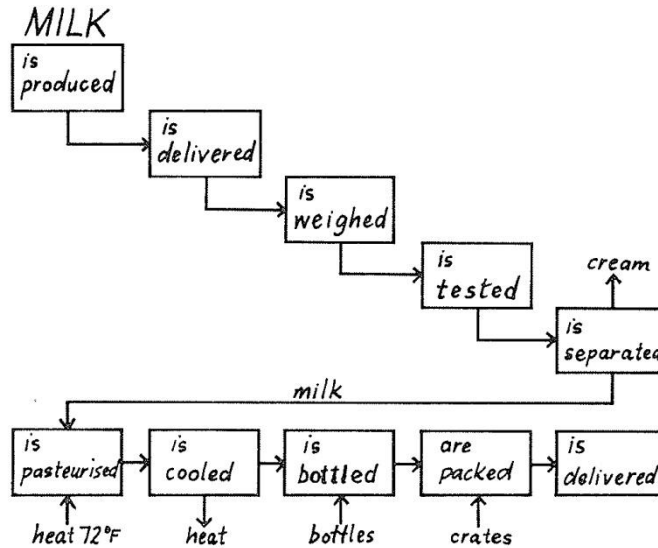 MILK
is
produced
is
delivered
is
weighed
is
tested
cream
is
separated
milk
is
pasteurised
is
cooled
is
bottled
are
packed
is
delivered
heat 72°F
heat
bottles
crates